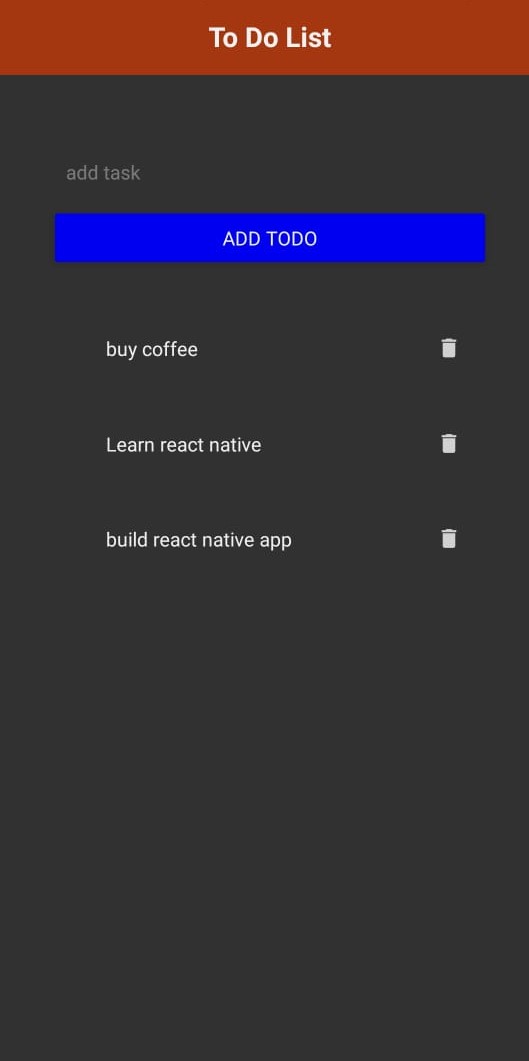 To Do List
add task
ADD TODO
buy coffee
Learn react native
build react native app